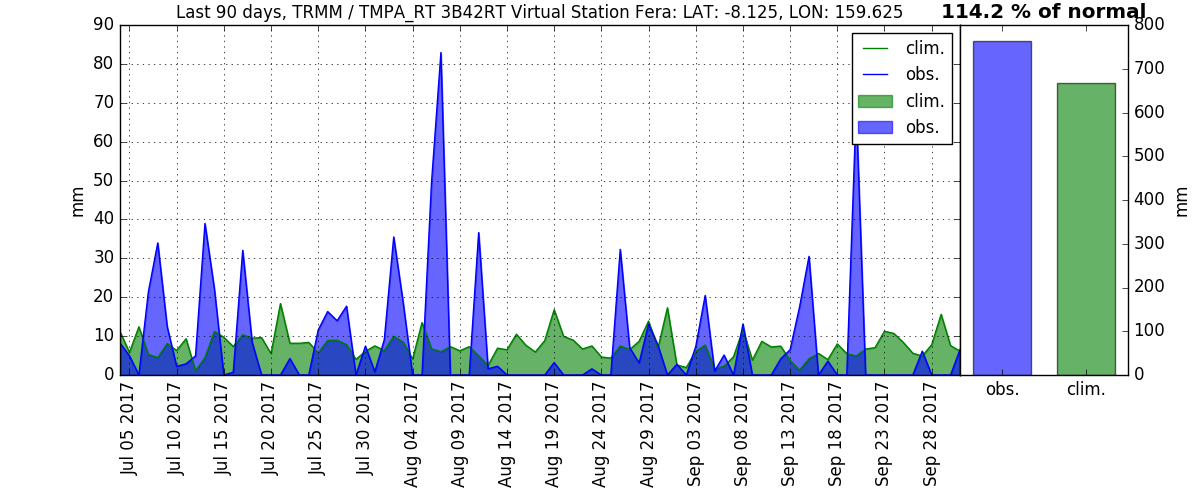 Last 90 days, TRMM / TMPA_RT 3B42RT Virtual Station Fera: LAT: -8.125, LON: 159.625
114.2 % of normal
mm
90
80
70
60
50
40
30
20
10
0
clim.
obs.
clim.
obs.
Jul 05 2017
Jul 10 2017
Jul 15 2017
Jul 20 2017
Jul 25 2017
Jul 30 2017
Aug 04 2017
Aug 09 2017
Aug 14 2017
Aug 19 2017
Aug 24 2017
Aug 29 2017
Sep 03 2017
Sep 08 2017
Sep 13 2017
Sep 18 2017
Sep 23 2017
Sep 28 2017
800
700
600
500
400
300
200
100
0
mm
obs.
clim.